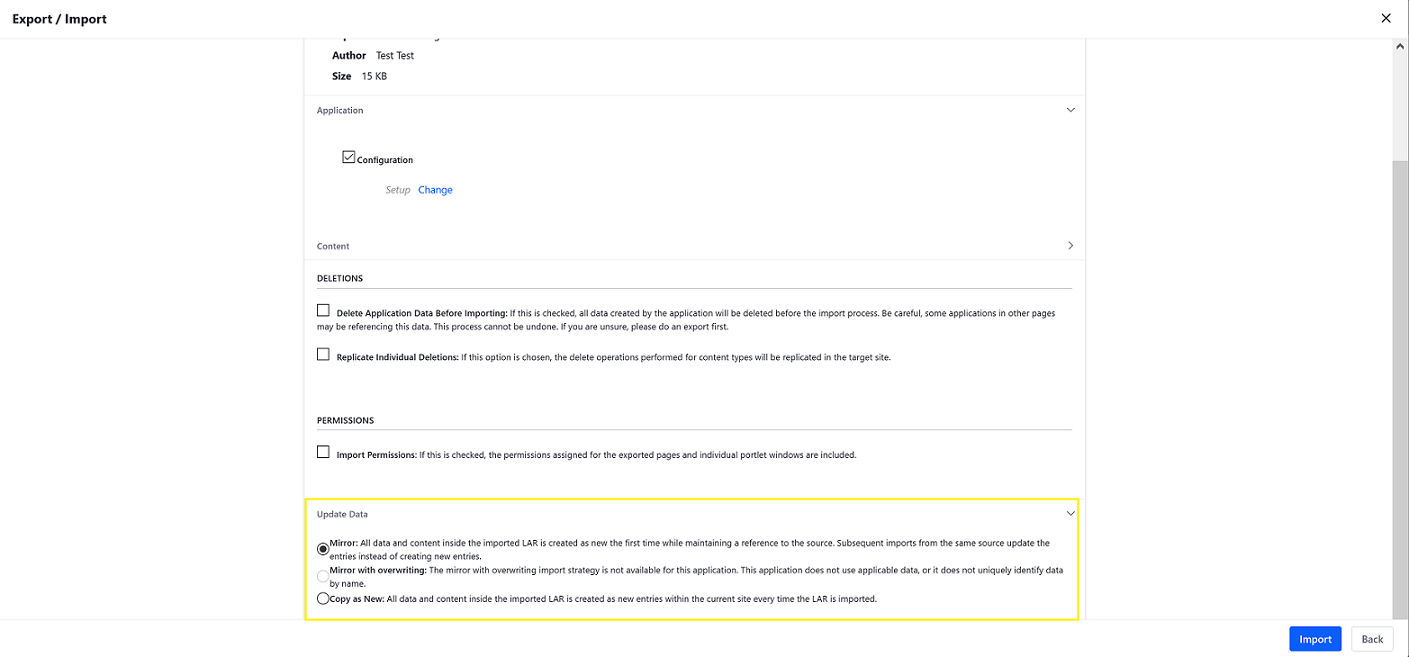 Export / Import
Author Test Test
Size 15 KB
Application
Configuration
Setup Change
Content
DELETIONS
Delete Application Data Before Importing: If this is checked, all data created by the application will be deleted before the import process. Be careful, some applications in other pages
may be referencing this data. This process cannot be undone. If you are unsure, please do an export first.
Replicate Individual Deletions: If this option is chosen, the delete operations performed for content types will be replicated in the target site.
PERMISSIONS
Import Permissions: If this is checked, the permissions assigned for the exported pages and individual portlet windows are included.
Update Data
Mirror: All data and content inside the imported LAR is created as new the first time while maintaining a reference to the source. Subsequent imports from the same source update the
entries instead of creating new entries.
Mirror with overwriting: The mirror with overwriting import strategy is not available for this application. This application does not use applicable data, or it does not uniquely identify data
by name.
Copy as New: All data and content inside the imported LAR is created as new entries within the current site every time the LAR is imported.
Import Back